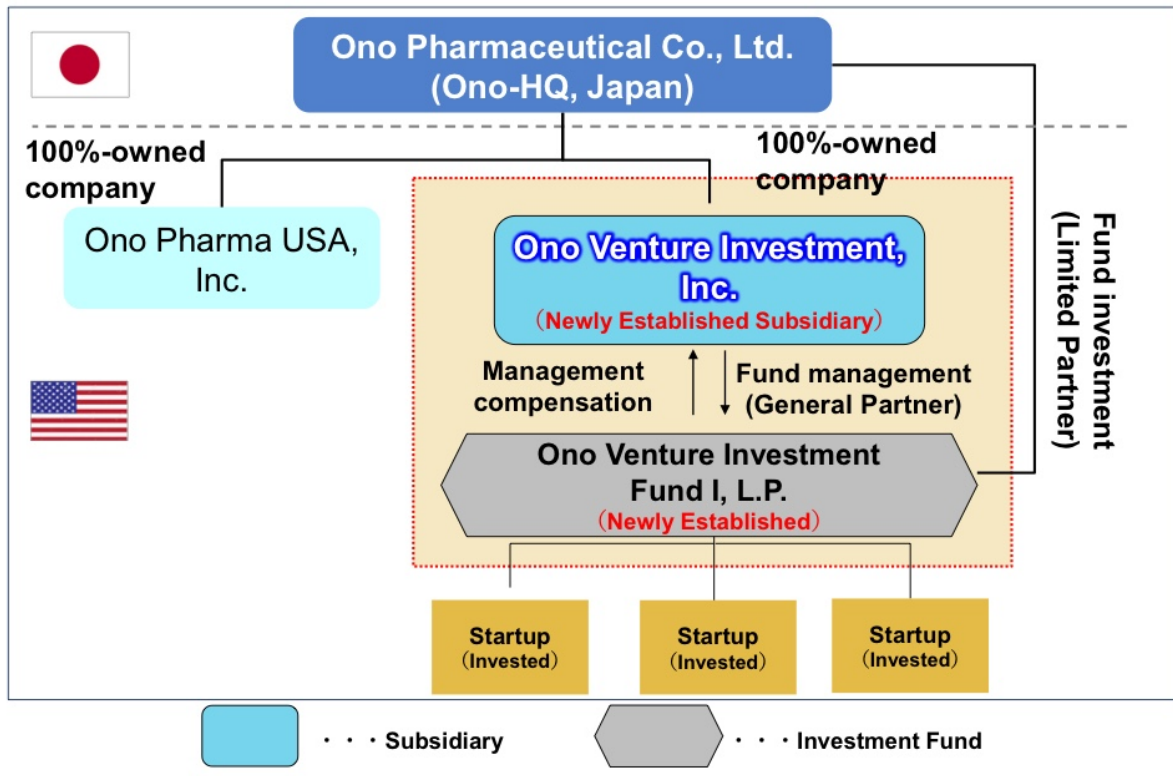 Ono Pharmaceutical Co., Ltd.
(Ono-HQ, Japan)
100%-owned
company
100%-owned
company
Ono Pharma USA,
Inc.
Ono Venture Investment,
Inc.
（Newly Established Subsidiary）
Management
compensation
Fund management
(General Partner)
Fund investment
(Limited Partner)
Ono Venture Investment
Fund I, L.P.
（Newly Established）
Startup
（Invested）
Startup
（Invested）
Startup
（Invested）
・・・Subsidiary
・・・Investment Fund